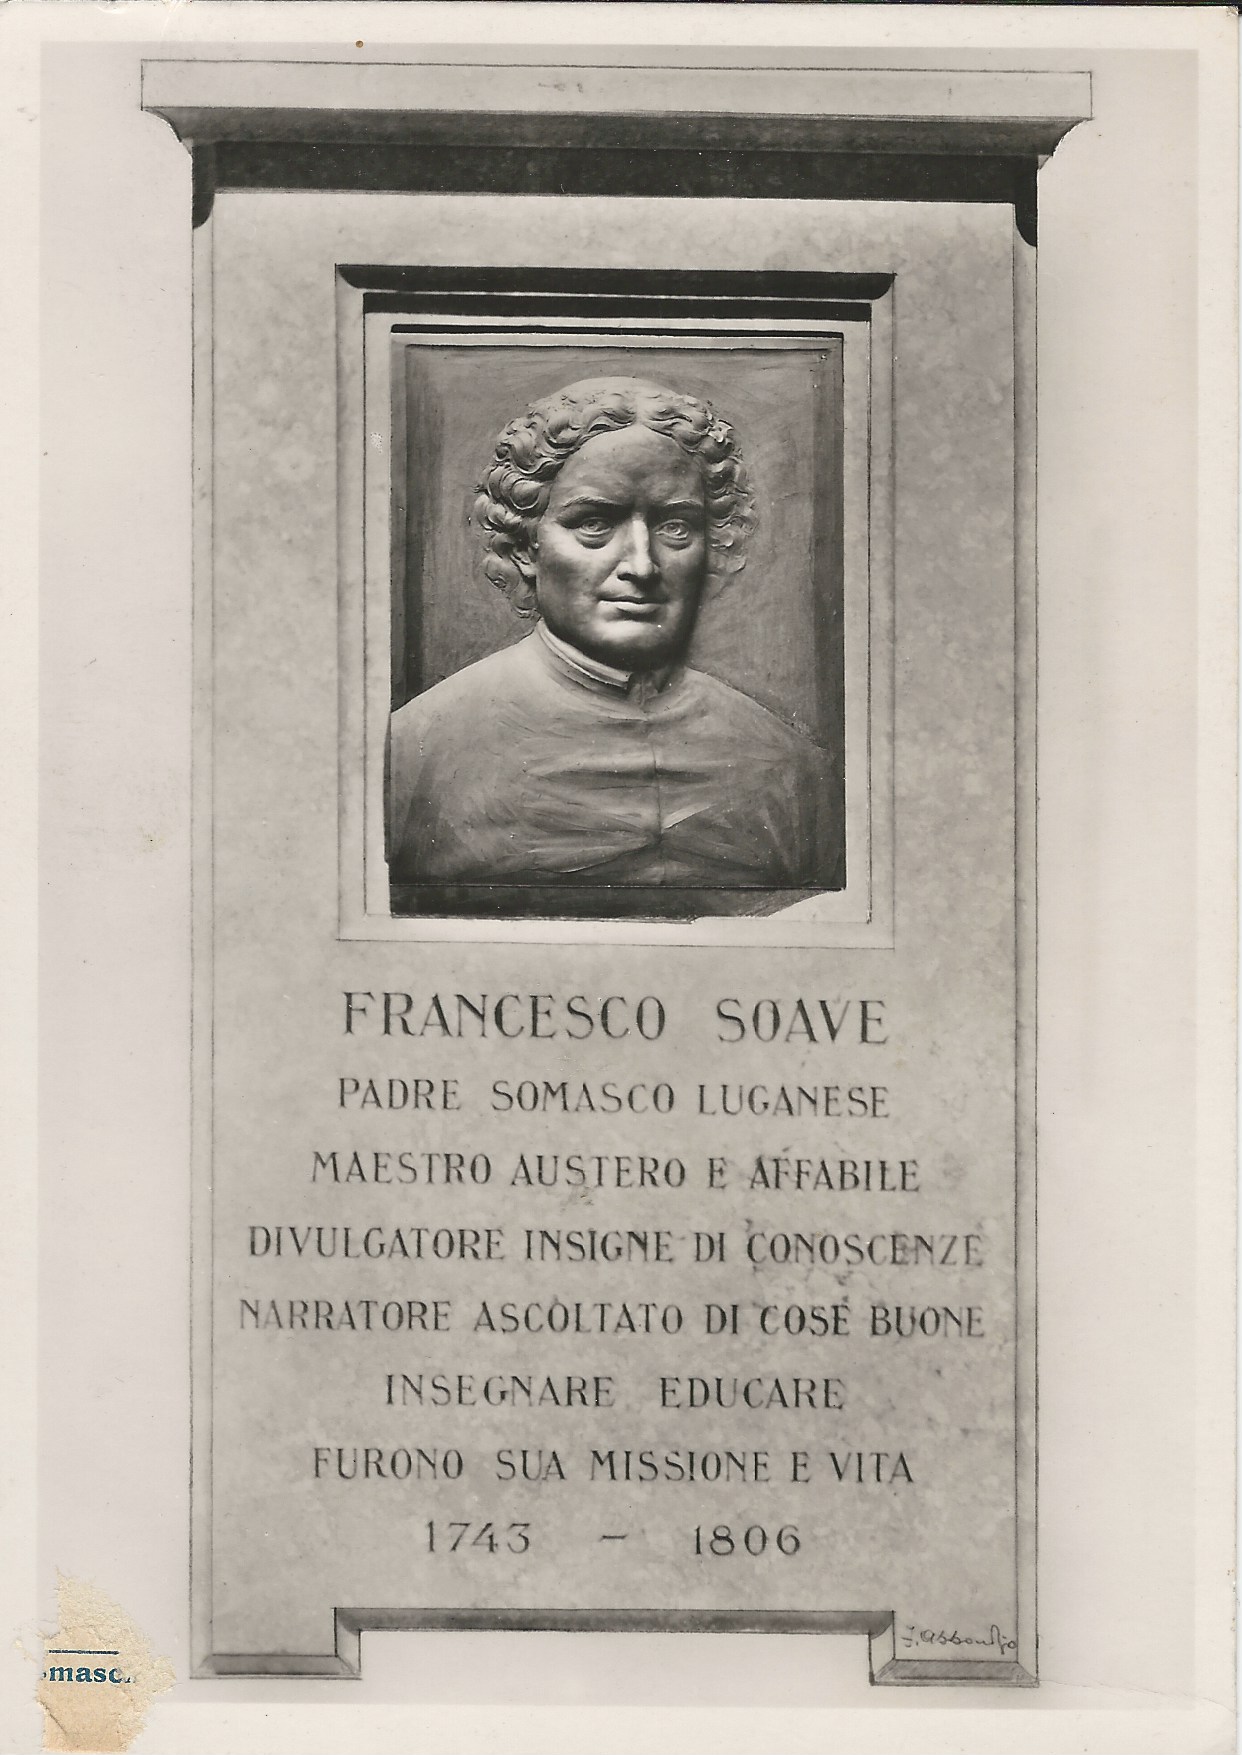 FRANCESCO SOAVE
PADRE SOMASCO LUGANESE
MAESTRO AUSTERO E AFFABILE
DIVULGATORE INSIGNE DI CONOSCENZE
NARRATORE ASCOLTATO DI COSE BUONE
INSEGNARE EDUCARE
FURONO SUA MISSIONE E VITA
1743 - 1806